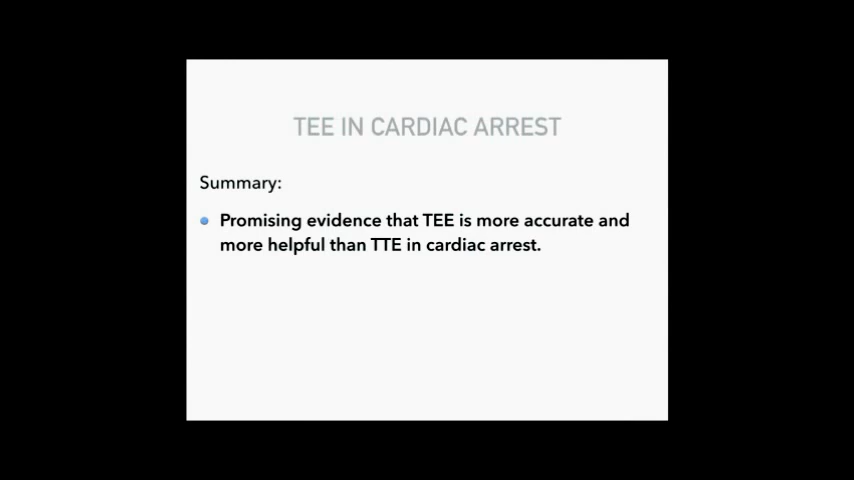 TEE IN CARDIAC ARREST
Summary:
Promising evidence that TEE is more accurate and
more helpful than TTE in cardiac arrest.